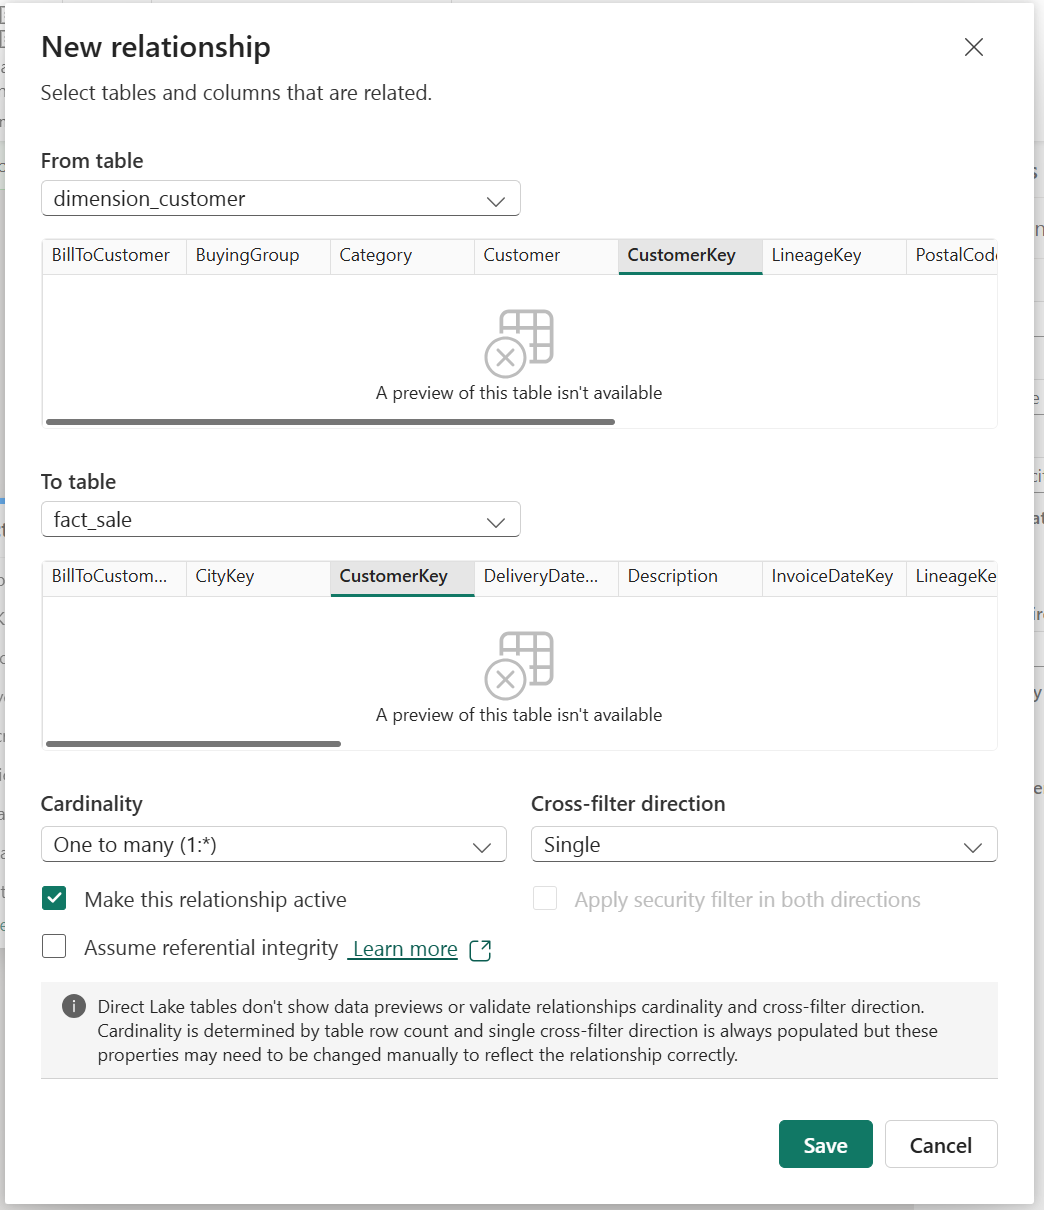 New relationship
Select tables and columns that are related.
From table
dimension_customer
BillToCustomer BuyingGroup Category Customer CustomerKey LineageKey PostalCode
A preview of this table isn't available
To table
fact_sale
BillToCustom... CityKey CustomerKey DeliveryDate... Description InvoiceDateKey LineageKe
A preview of this table isn't available
Cardinality Cross-filter direction
One to many (1:*) Single
Make this relationship active Apply security filter in both directions
Assume referential integrity Learn more
Direct Lake tables don't show data previews or validate relationships cardinality and cross-filter direction.
Cardinality is determined by table row count and single cross-filter direction is always populated but these
properties may need to be changed manually to reflect the relationship correctly.
Save Cancel